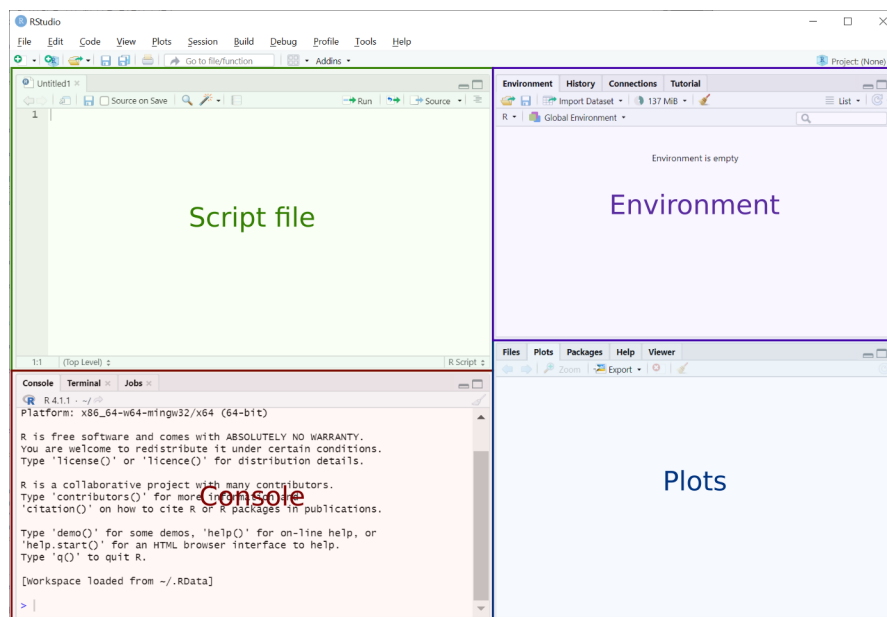 RStudio
File Edit Code View Plots Session Build Debug Profile Tools Help
Go to file/function Addins Project: (None)
Untitled1
Source on Save Run Source
1
Script file
1:1 (Top Level) R Script
Console Terminal Jobs
R 4.1.1 · ~/
Platform: x86_64-w64-mingw32/x64 (64-bit)
R is free software and comes with ABSOLUTELY NO WARRANTY.
You are welcome to redistribute it under certain conditions.
Type 'license()' or 'licence()' for distribution details.
R is a collaborative project with many contributors.
Type 'contributors()' for more information and
Console
'citation()' on how to cite R or R packages in publications.
Type 'demo()' for some demos, 'help()' for on-line help, or
'help.start()' for an HTML browser interface to help.
Type 'q()' to quit R.
[Workspace loaded from ~/.RData]
>
Environment History Connections Tutorial
Import Dataset 137 MiB List
R Global Environment
Environment is empty
Environment
Files Plots Packages Help Viewer
Zoom Export
Plots